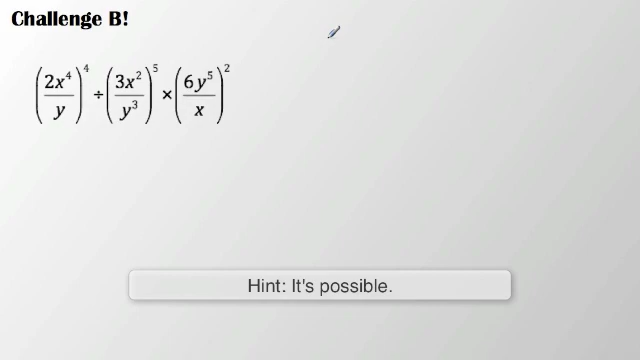 Challenge B!
(2x⁴/y)⁴ ÷ (3x²/y³)⁵ × (6y⁵/x)²
Hint: It's possible.